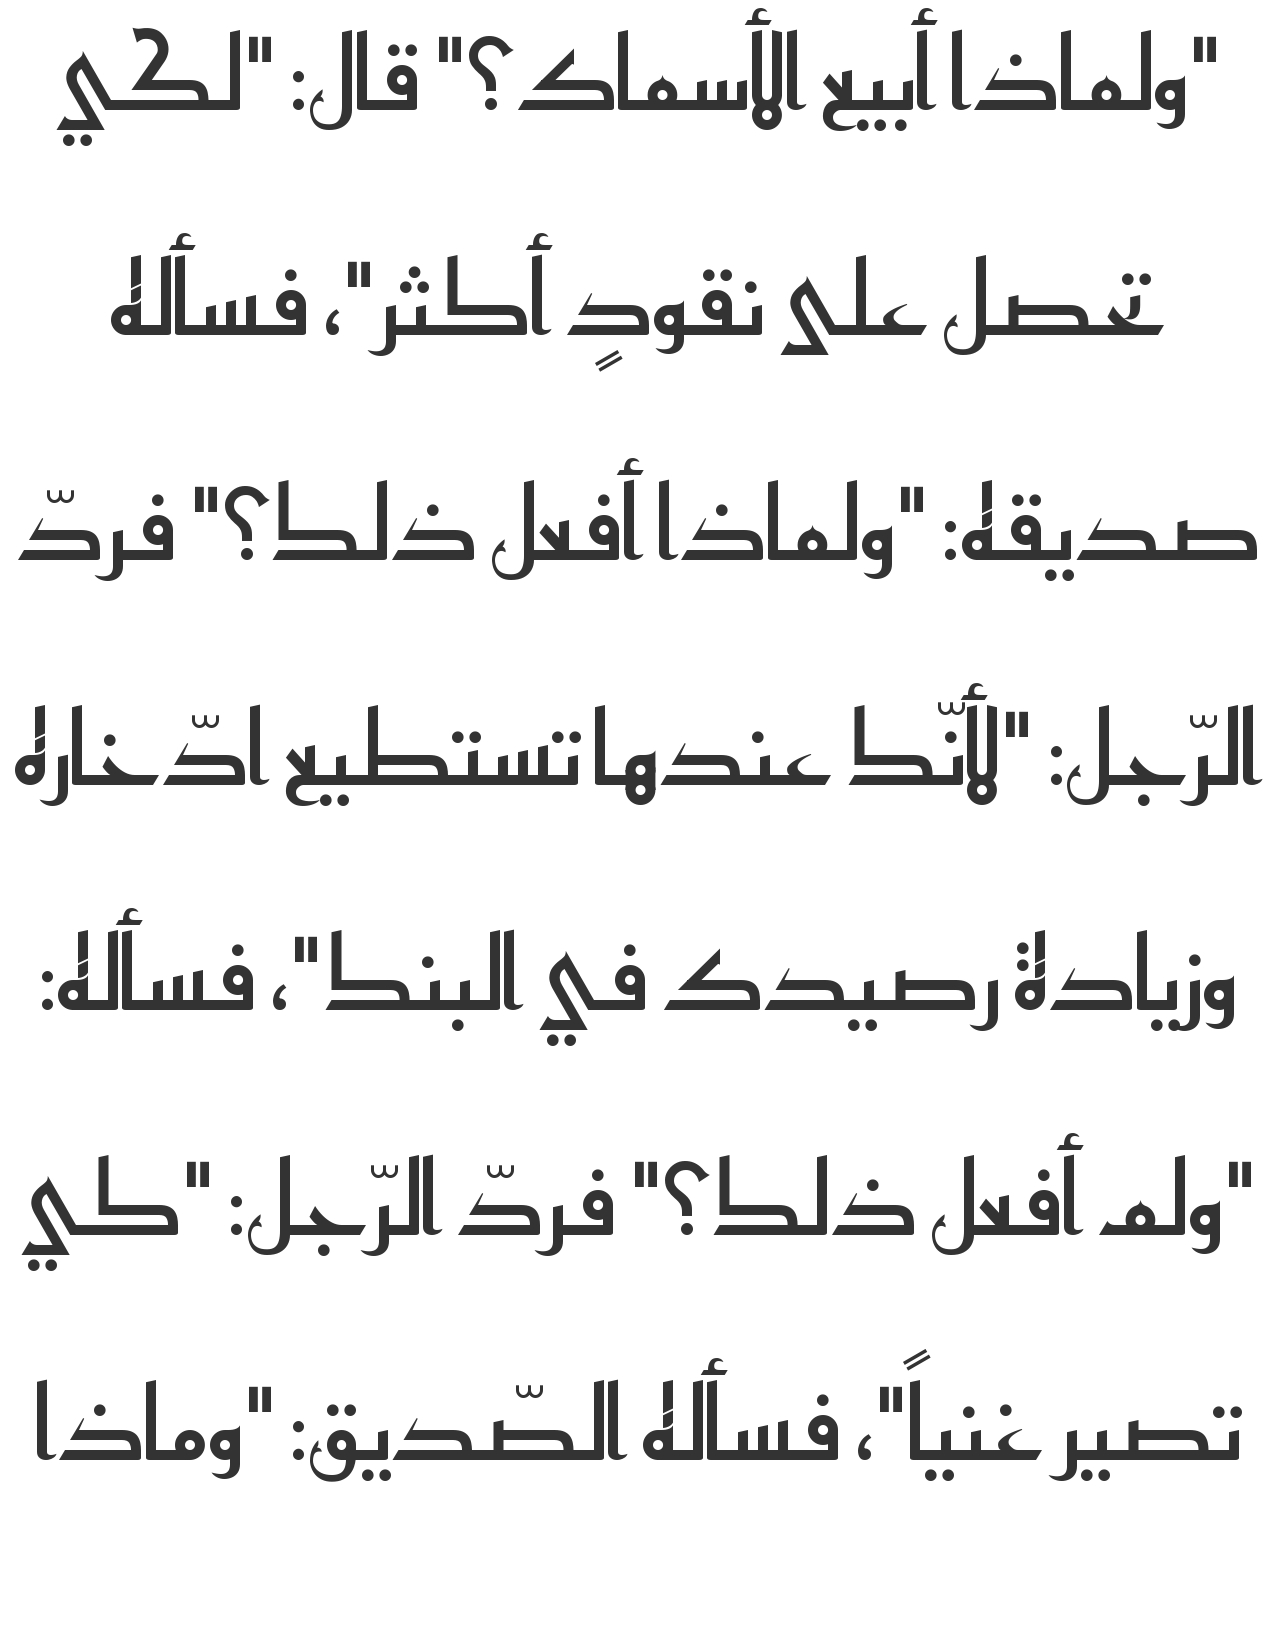 "ولماذا أبيع الأسماك؟" قال: "لكي
تحصل على نقودٍ أكثر"، فسأله
صديقه: "ولماذا أفعل ذلك؟" فردّ
الرّجل: "لأنّك عندها تستطيع ادّخاره
وزيادة رصيدك في البنك"، فسأله:
"ولم أفعل ذلك؟" فردّ الرّجل: "كي
تصير غنياً"، فسأله الصّديق: "وماذا